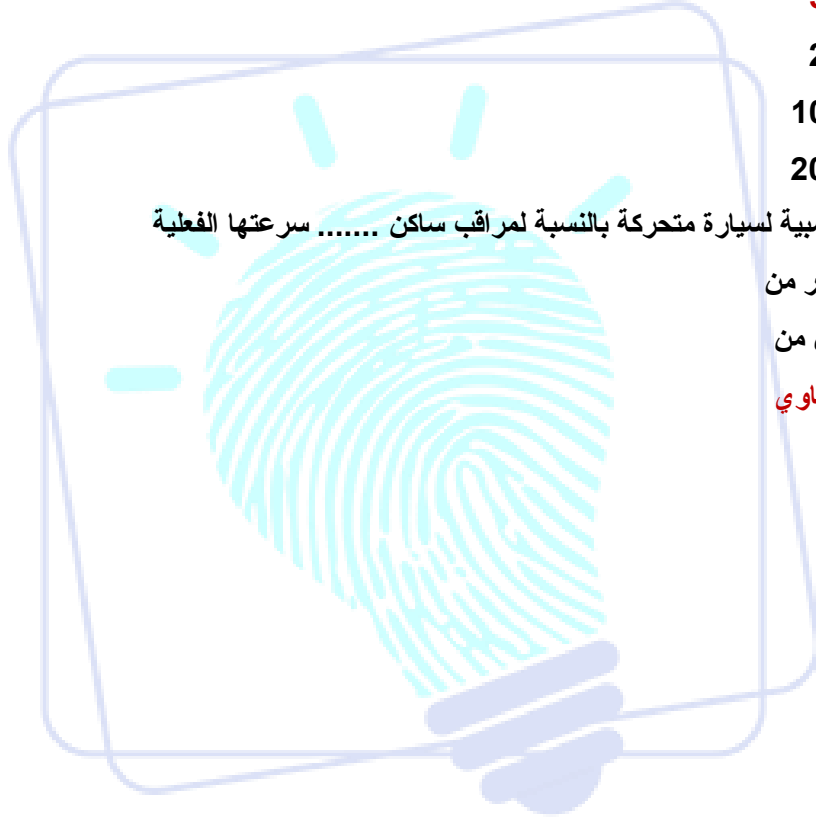 2
10
20
سبية لسيارة متحركة بالنسبة لمراقب ساكن ....... سرعتها الفعلية
ر من
من
اوي